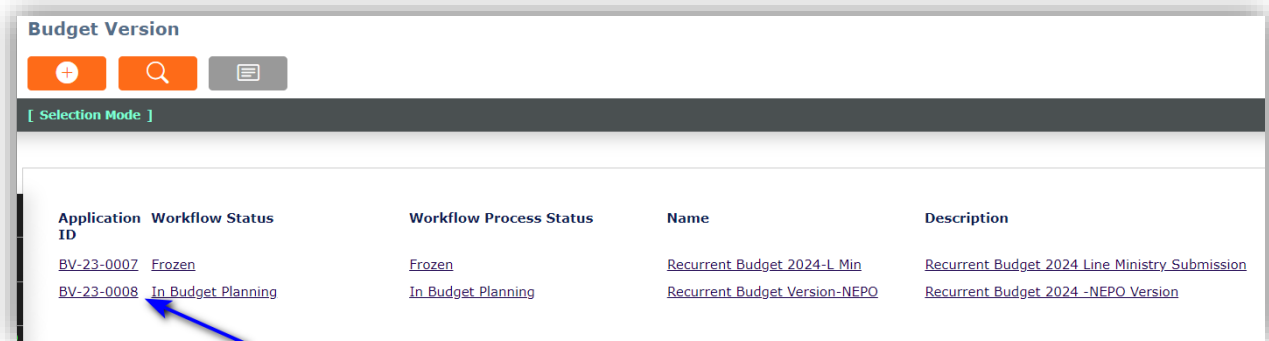 Budget Version
[ Selection Mode ]
Application ID Workflow Status Workflow Process Status Name Description
BV-23-0007 Frozen Frozen Recurrent Budget 2024-L Min Recurrent Budget 2024 Line Ministry Submission
BV-23-0008 In Budget Planning In Budget Planning Recurrent Budget Version-NEPO Recurrent Budget 2024 -NEPO Version